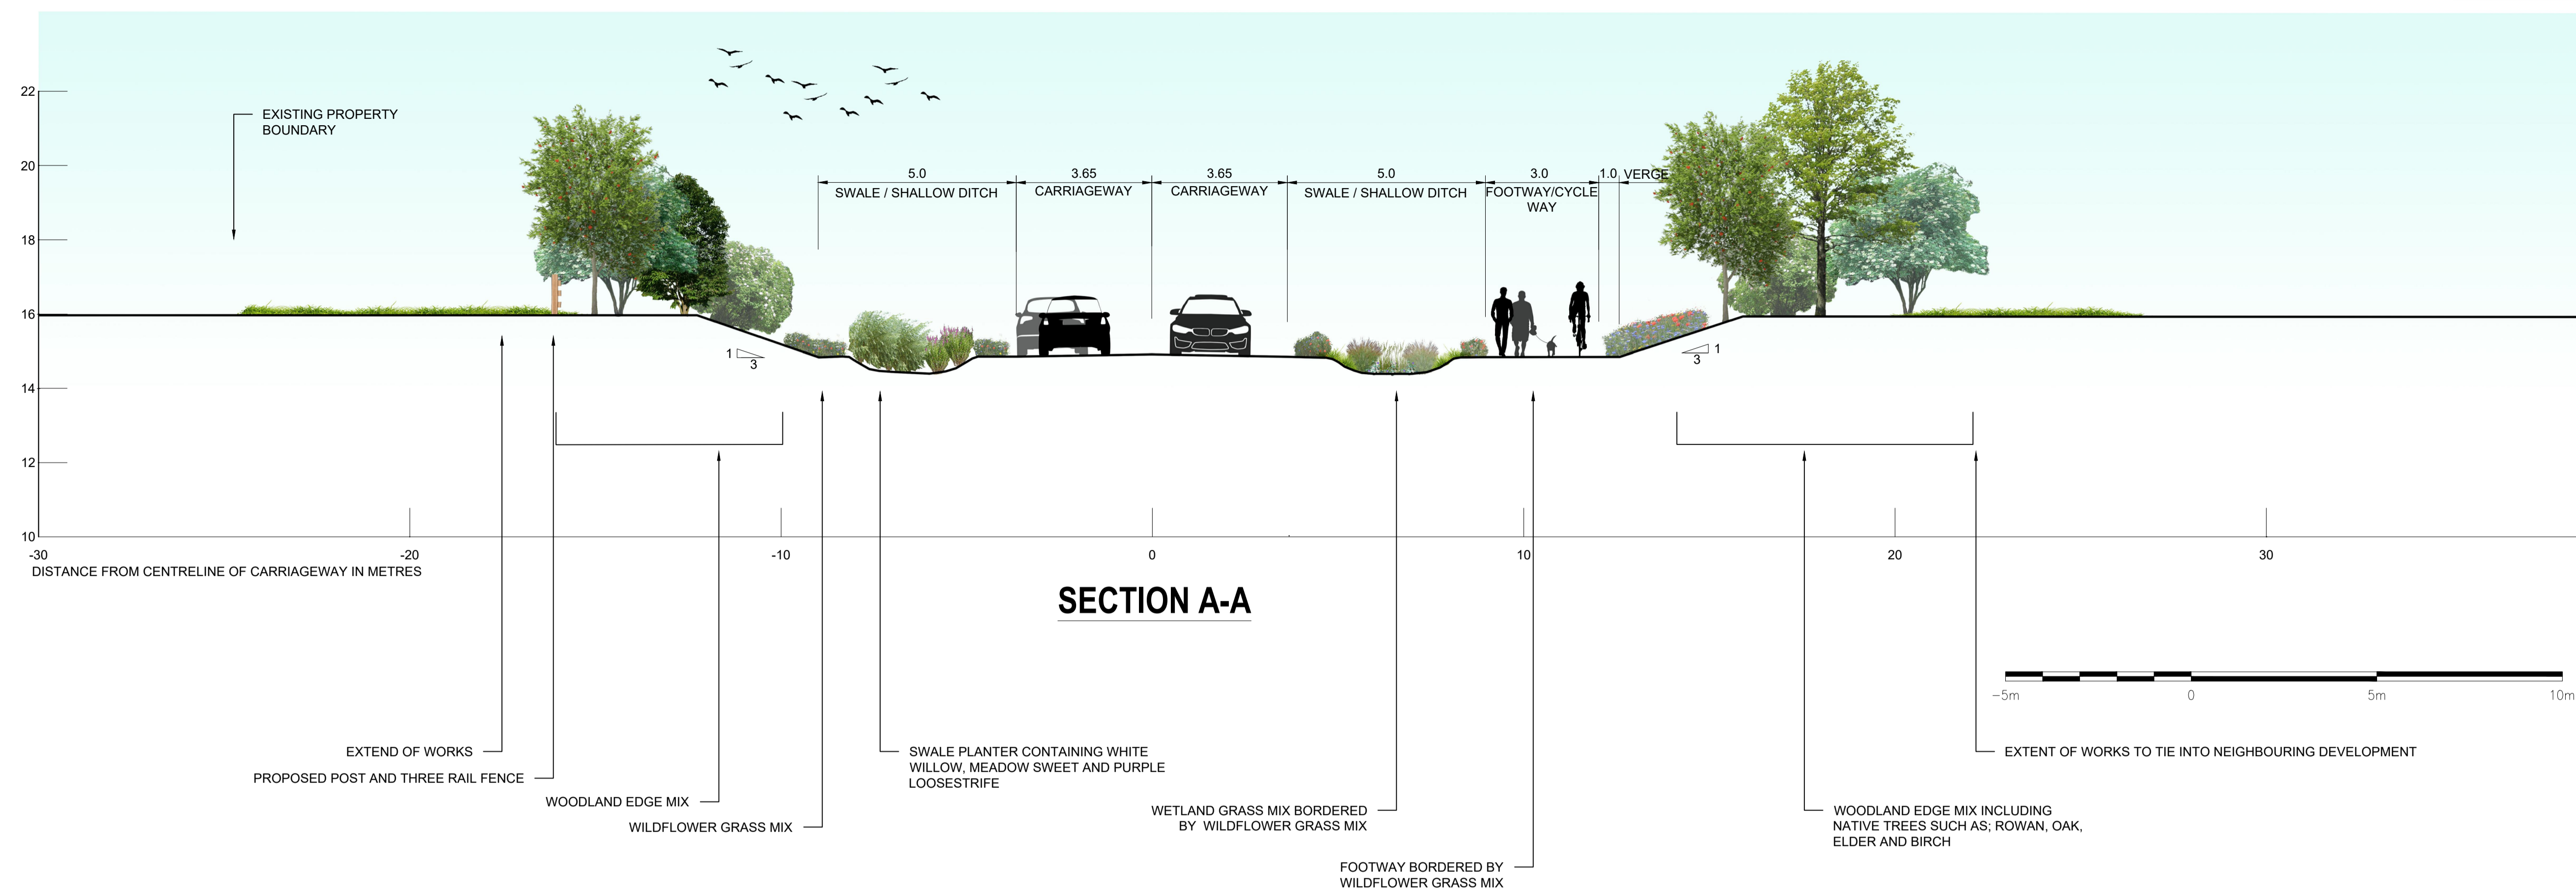 22
20
18
16
14
12
10
EXISTING PROPERTY
BOUNDARY
5.0
SWALE / SHALLOW DITCH
3.65
CARRIAGEWAY
3.65
CARRIAGEWAY
5.0
SWALE / SHALLOW DITCH
3.0
FOOTWAY/CYCLE
WAY
1.0 VERGE
1
3
1
3
-30
-20
-10
0
10
20
30
DISTANCE FROM CENTRELINE OF CARRIAGEWAY IN METRES
SECTION A-A
-5m
0
5m
10m
EXTEND OF WORKS
PROPOSED POST AND THREE RAIL FENCE
WOODLAND EDGE MIX
WILDFLOWER GRASS MIX
SWALE PLANTER CONTAINING WHITE
WILLOW, MEADOW SWEET AND PURPLE
LOOSESTRIFE
WETLAND GRASS MIX BORDERED
BY WILDFLOWER GRASS MIX
FOOTWAY BORDERED BY
WILDFLOWER GRASS MIX
EXTENT OF WORKS TO TIE INTO NEIGHBOURING DEVELOPMENT
WOODLAND EDGE MIX INCLUDING
NATIVE TREES SUCH AS; ROWAN, OAK,
ELDER AND BIRCH